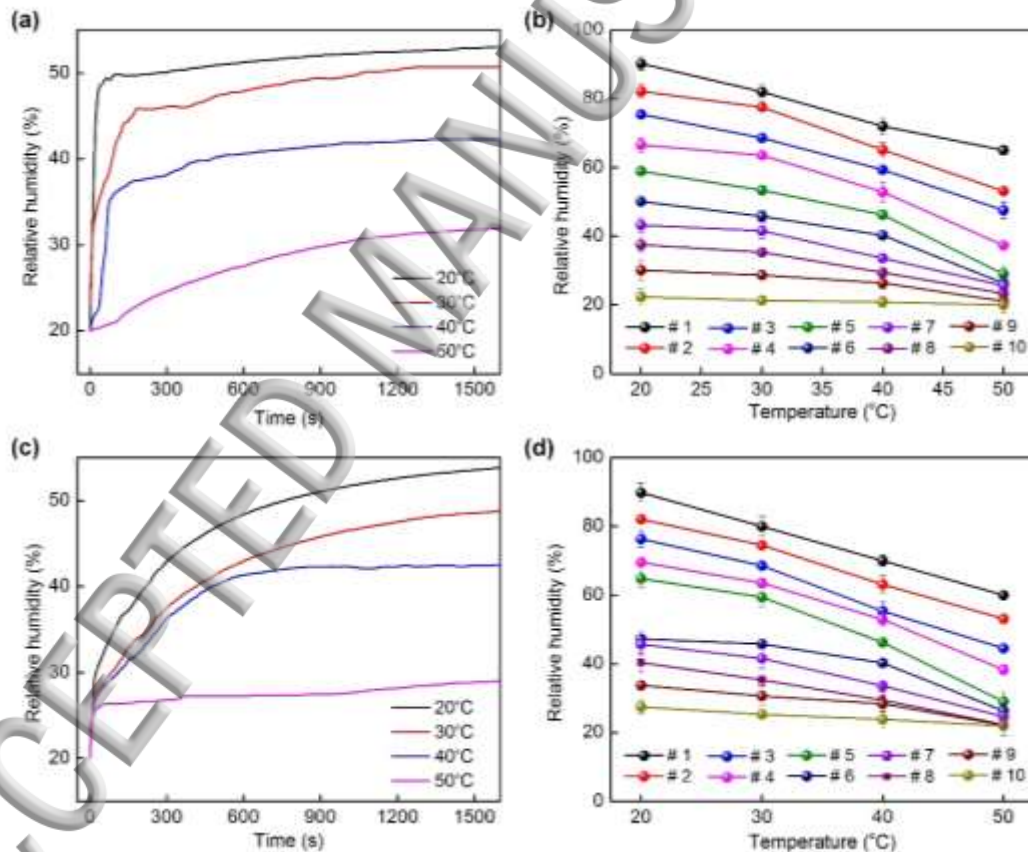 (a)
Relative humidity (%)
50
40
30
20
0 300 600 900 1200 1500
Time (s)
20°C
30°C
40°C
50°C
(b)
Relative humidity (%)
100
80
60
40
20
0
20 25 30 35 40 45 50
Temperature (°C)
# 1 # 3 # 5 # 7 # 9
# 2 # 4 # 6 # 8 # 10
(c)
Relative humidity (%)
50
40
30
20
0 300 600 900 1200 1500
Time (s)
20°C
30°C
40°C
50°C
(d)
Relative humidity (%)
100
80
60
40
20
0
20 30 40 50
Temperature (°C)
# 1 # 3 # 5 # 7 # 9
# 2 # 4 # 6 # 8 # 10
CEPTED MANUS